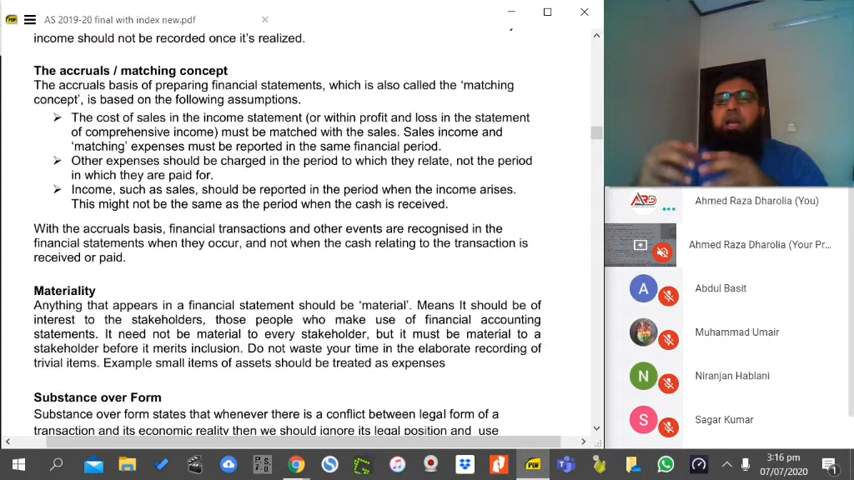 AS 2019-20 final with index new.pdf
income should not be recorded once it's realized.
The accruals / matching concept
The accruals basis of preparing financial statements, which is also called the 'matching
concept', is based on the following assumptions.
The cost of sales in the income statement (or within profit and loss in the statement
of comprehensive income) must be matched with the sales. Sales income and
'matching' expenses must be reported in the same financial period.
Other expenses should be charged in the period to which they relate, not the period
in which they are paid for.
Income, such as sales, should be reported in the period when the income arises.
This might not be the same as the period when the cash is received.
With the accruals basis, financial transactions and other events are recognised in the
financial statements when they occur, and not when the cash relating to the transaction is
received or paid.
Materiality
Anything that appears in a financial statement should be 'material'. Means It should be of
interest to the stakeholders, those people who make use of financial accounting
statements. It need not be material to every stakeholder, but it must be material to a
stakeholder before it merits inclusion. Do not waste your time in the elaborate recording of
trivial items. Example small items of assets should be treated as expenses
Substance over Form
Substance over form states that whenever there is a conflict between legal form of a
transaction and its economic reality then we should ignore its legal position and use
ARD
Ahmed Raza Dharolia (You)
Ahmed Raza Dharolia (Your Pr...
A
Abdul Basit
Muhammad Umair
N
Niranjan Hablani
S
Sagar Kumar
3:16 pm
07/07/2020